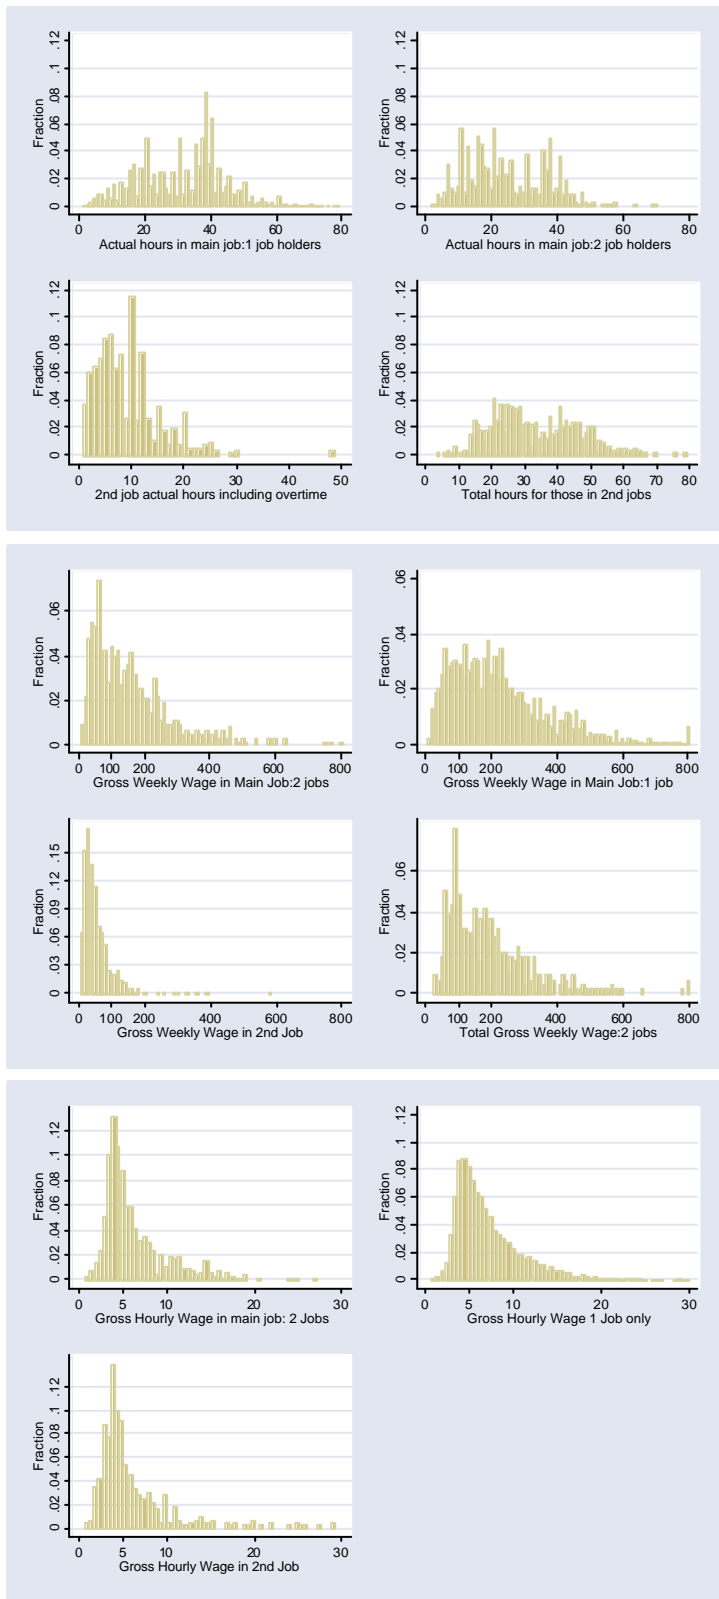 Fraction
0 .02 .04 .06 .08 .1 .12
0 20 40 60 80
Actual hours in main job:1 job holders
Fraction
0 .02 .04 .06 .08 .1 .12
0 20 40 60 80
Actual hours in main job:2 job holders
Fraction
0 .02 .04 .06 .08 .1 .12
0 10 20 30 40 50
2nd job actual hours including overtime
Fraction
0 .02 .04 .06 .08 .1 .12
0 10 20 30 40 50 60 70 80
Total hours for those in 2nd jobs
Fraction
0 .02 .04 .06
0 100 200 400 600 800
Gross Weekly Wage in Main Job:2 jobs
Fraction
0 .02 .04 .06
0 100 200 400 600 800
Gross Weekly Wage in Main Job:1 job
Fraction
0 .03 .06 .09 .12 .15
0 100 200 400 600 800
Gross Weekly Wage in 2nd Job
Fraction
0 .02 .04 .06
0 100 200 400 600 800
Total Gross Weekly Wage:2 jobs
Fraction
0 .02 .04 .06 .08 .1 .12
0 5 10 20 30
Gross Hourly Wage in main job: 2 Jobs
Fraction
0 .02 .04 .06 .08 .1 .12
0 5 10 20 30
Gross Hourly Wage 1 Job only
Fraction
0 .02 .04 .06 .08 .1 .12
0 5 10 20 30
Gross Hourly Wage in 2nd Job